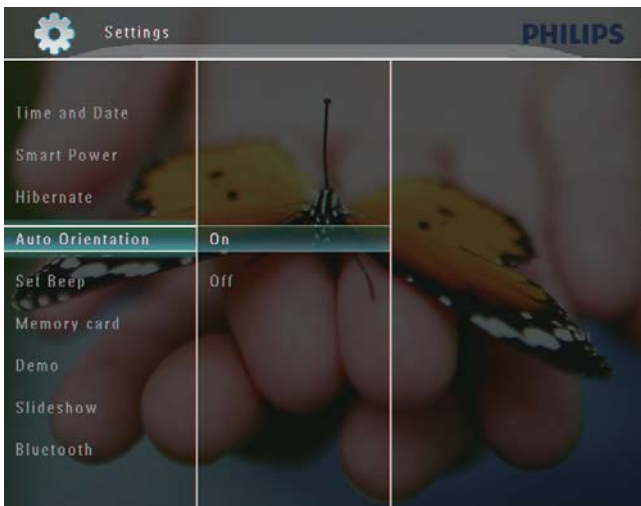 Settings
PHILIPS
Time and Date
Smart Power
Hibernate
Auto Orientation
On
Set Beep
Off
Memory card
Demo
Slideshow
Bluetooth